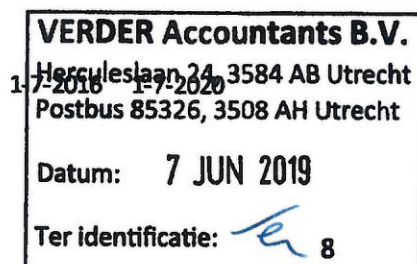 VERDER Accountants B.V.
Herculeslaan 24, 3584 AB Utrecht
1-7-2016 1-7-2020
Postbus 85326, 3508 AH Utrecht
Datum: 7 JUN 2019
Ter identificatie: 8